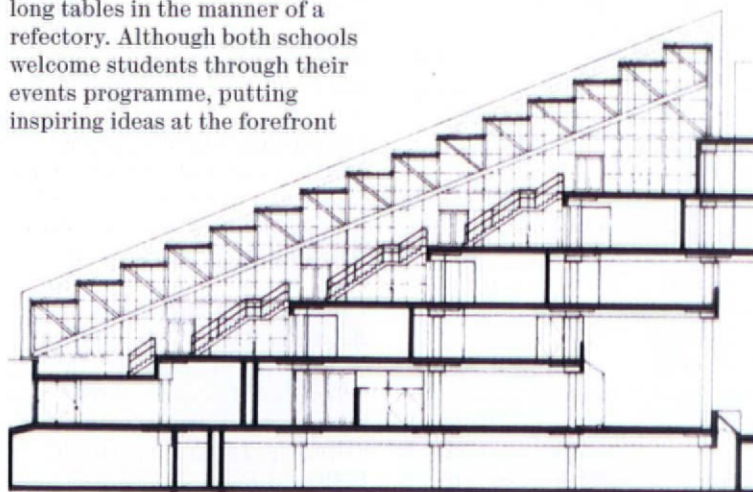 long tables in the manner of a
refectory. Although both schools
welcome students through their
events programme, putting
inspiring ideas at the forefront